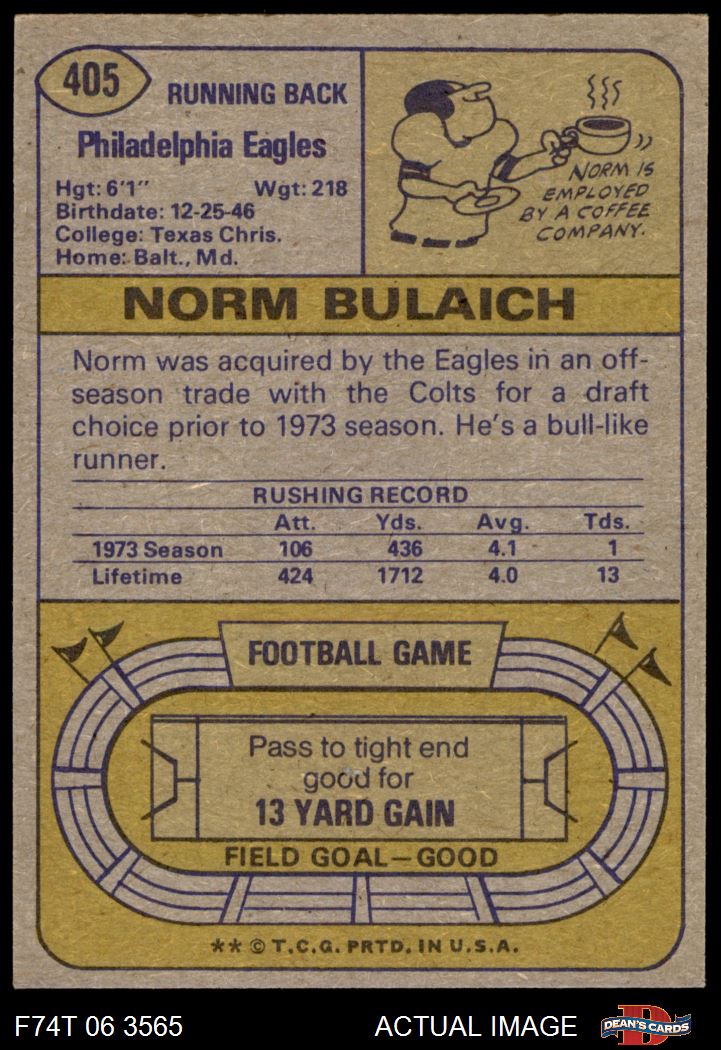 405
RUNNING BACK
Philadelphia Eagles
Hgt: 6'1" Wgt: 218
Birthdate: 12-25-46
College: Texas Chris.
Home: Balt., Md.
NORM IS
EMPLOYED
BY A COFFEE
COMPANY.
NORM BULAICH
Norm was acquired by the Eagles in an off-
season trade with the Colts for a draft
choice prior to 1973 season. He's a bull-like
runner.
RUSHING RECORD
Att. Yds. Avg. Tds.
1973 Season 106 436 4.1 1
Lifetime 424 1712 4.0 13
FOOTBALL GAME
Pass to tight end
good for
13 YARD GAIN
FIELD GOAL—GOOD
** © T.C.G. PRTD. IN U.S.A.
F74T 06 3565 ACTUAL IMAGE DEAN'S CARDS